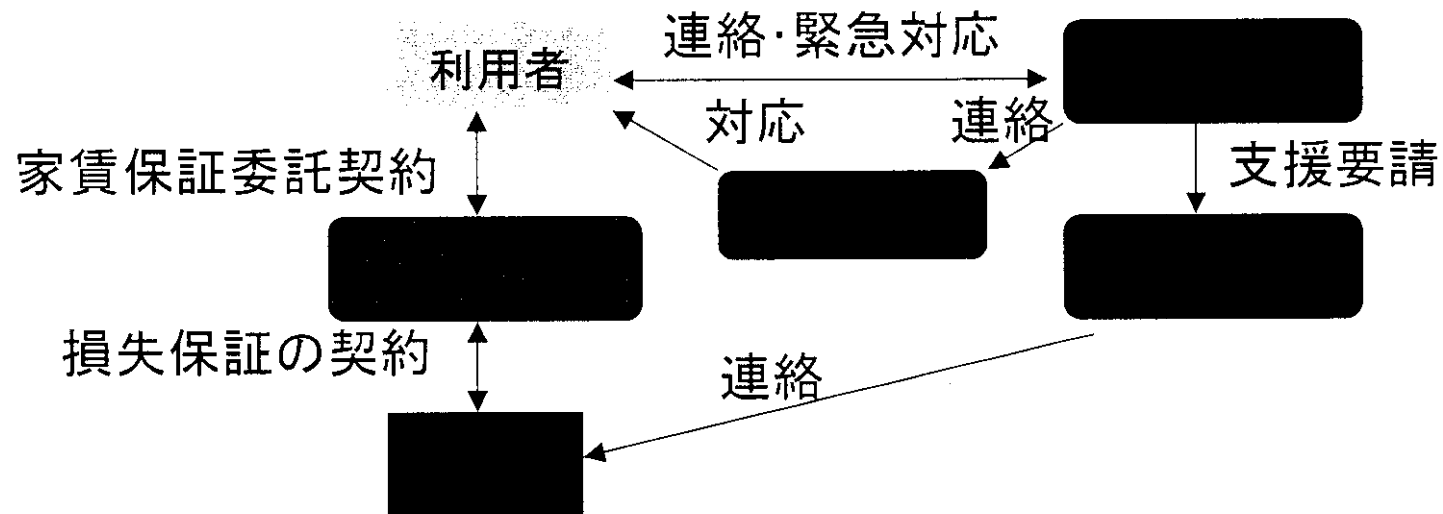 連絡・緊急対応
利用者
対応
連絡
家賃保証委託契約
支援要請
損失保証の契約
連絡